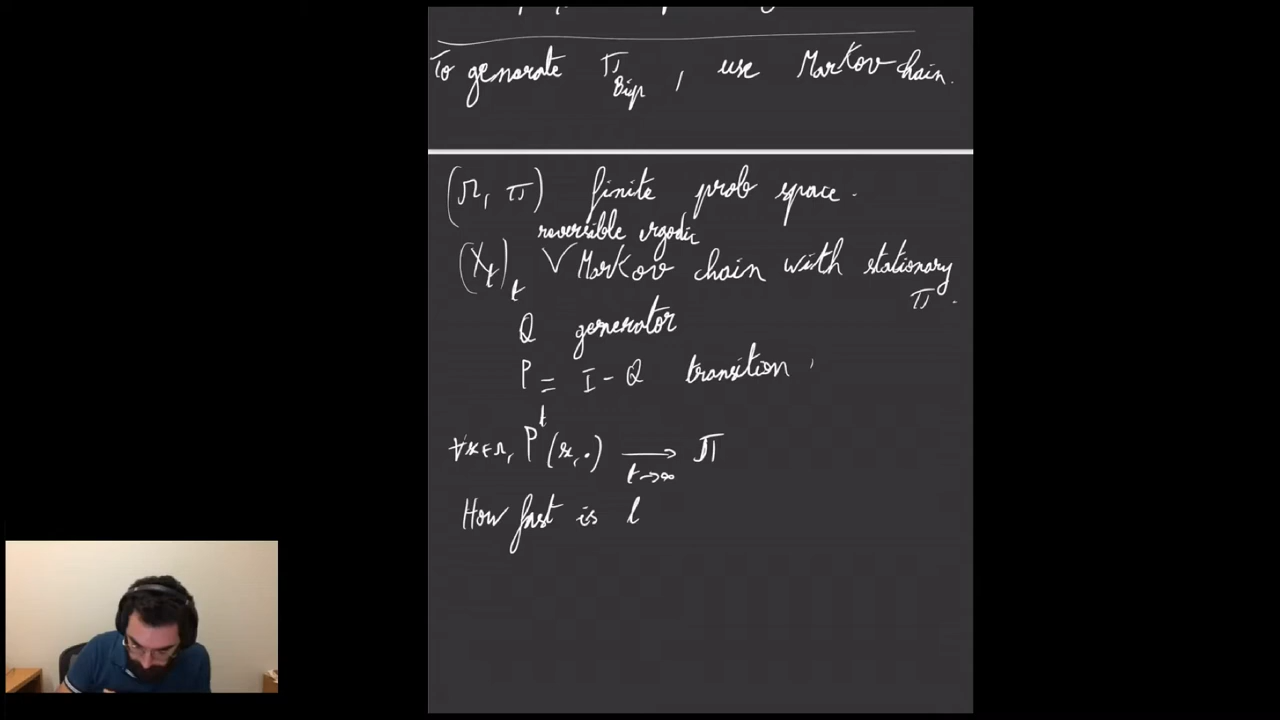 To generate π_Bip , use Markov chain.
(Ω, π) finite prob space.
reversible ergodic
(X_t)_t ∨ Markov chain with stationary
π.
Q generator
P = I - Q transition
∀x∈Ω, P^t (x, ·) ⟶ π
t→∞
How fast is